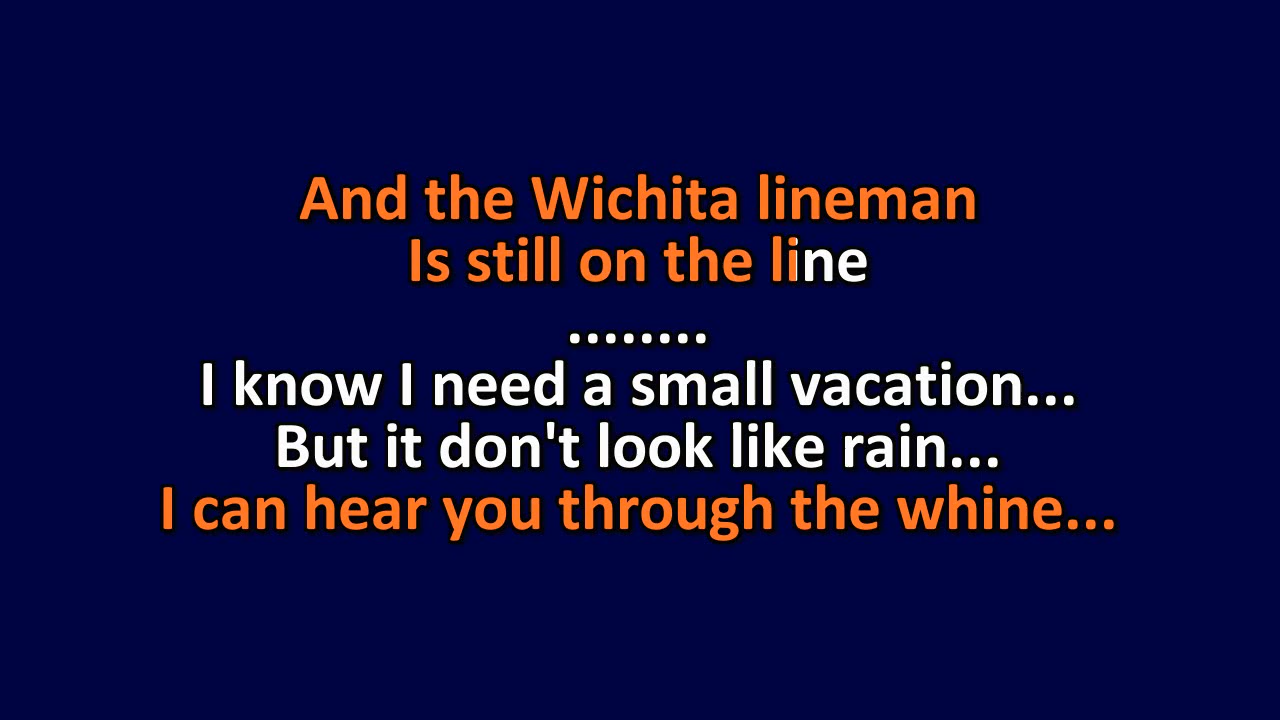 And the Wichita lineman
Is still on the line
........
I know I need a small vacation...
But it don't look like rain...
I can hear you through the whine...